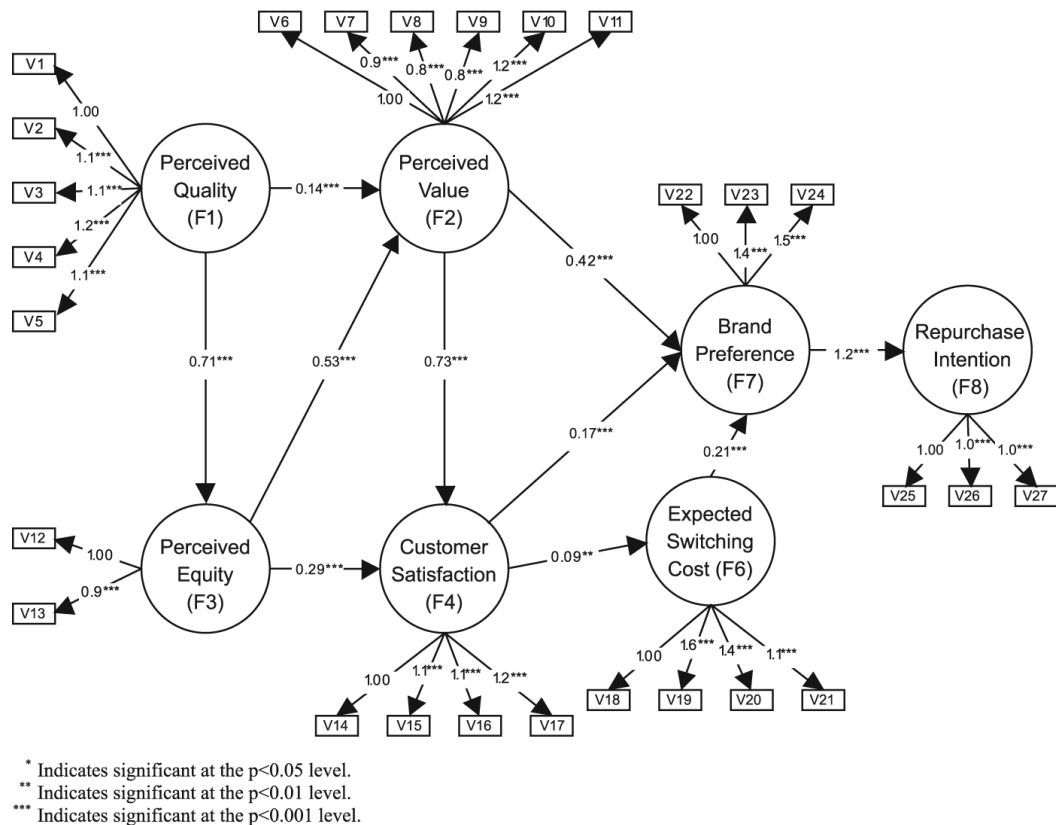 V6
V7
V8
V9
V10
V11
V1
V2
V3
V4
V5
1.00
0.9***
0.8***
0.8***
1.2***
1.2***
1.00
1.1***
1.1***
1.2***
1.1***
Perceived
Quality
(F1)
0.14***
Perceived
Value
(F2)
V22
V23
V24
1.00
1.4***
1.5***
0.42***
0.71***
0.53***
0.73***
Brand
Preference
(F7)
1.2***
Repurchase
Intention
(F8)
0.17***
0.21***
1.00
1.0***
1.0***
V25
V26
V27
V12
V13
1.00
0.9***
Perceived
Equity
(F3)
0.29***
Customer
Satisfaction
(F4)
0.09**
Expected
Switching
Cost (F6)
1.00
1.1***
1.1***
1.2***
V14
V15
V16
V17
1.00
1.6***
1.4***
1.1***
V18
V19
V20
V21
* Indicates significant at the p<0.05 level.
** Indicates significant at the p<0.01 level.
*** Indicates significant at the p<0.001 level.